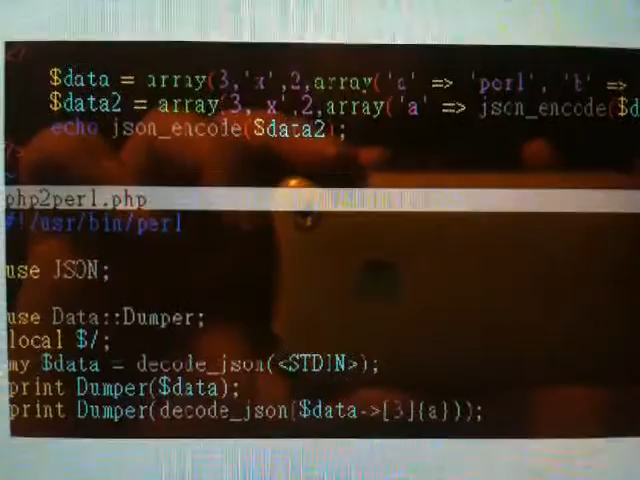 $data = array(3,'x',2,array('a' => 'perl', 'b' =>
$data2 = array(3,'x',2,array('a' => json_encode($d
echo json_encode($data2);
?>
~
php2perl.php
#!/usr/bin/perl
use JSON;
use Data::Dumper;
local $/;
my $data = decode_json(<STDIN>);
print Dumper($data);
print Dumper(decode_json($data->[3]{a}));